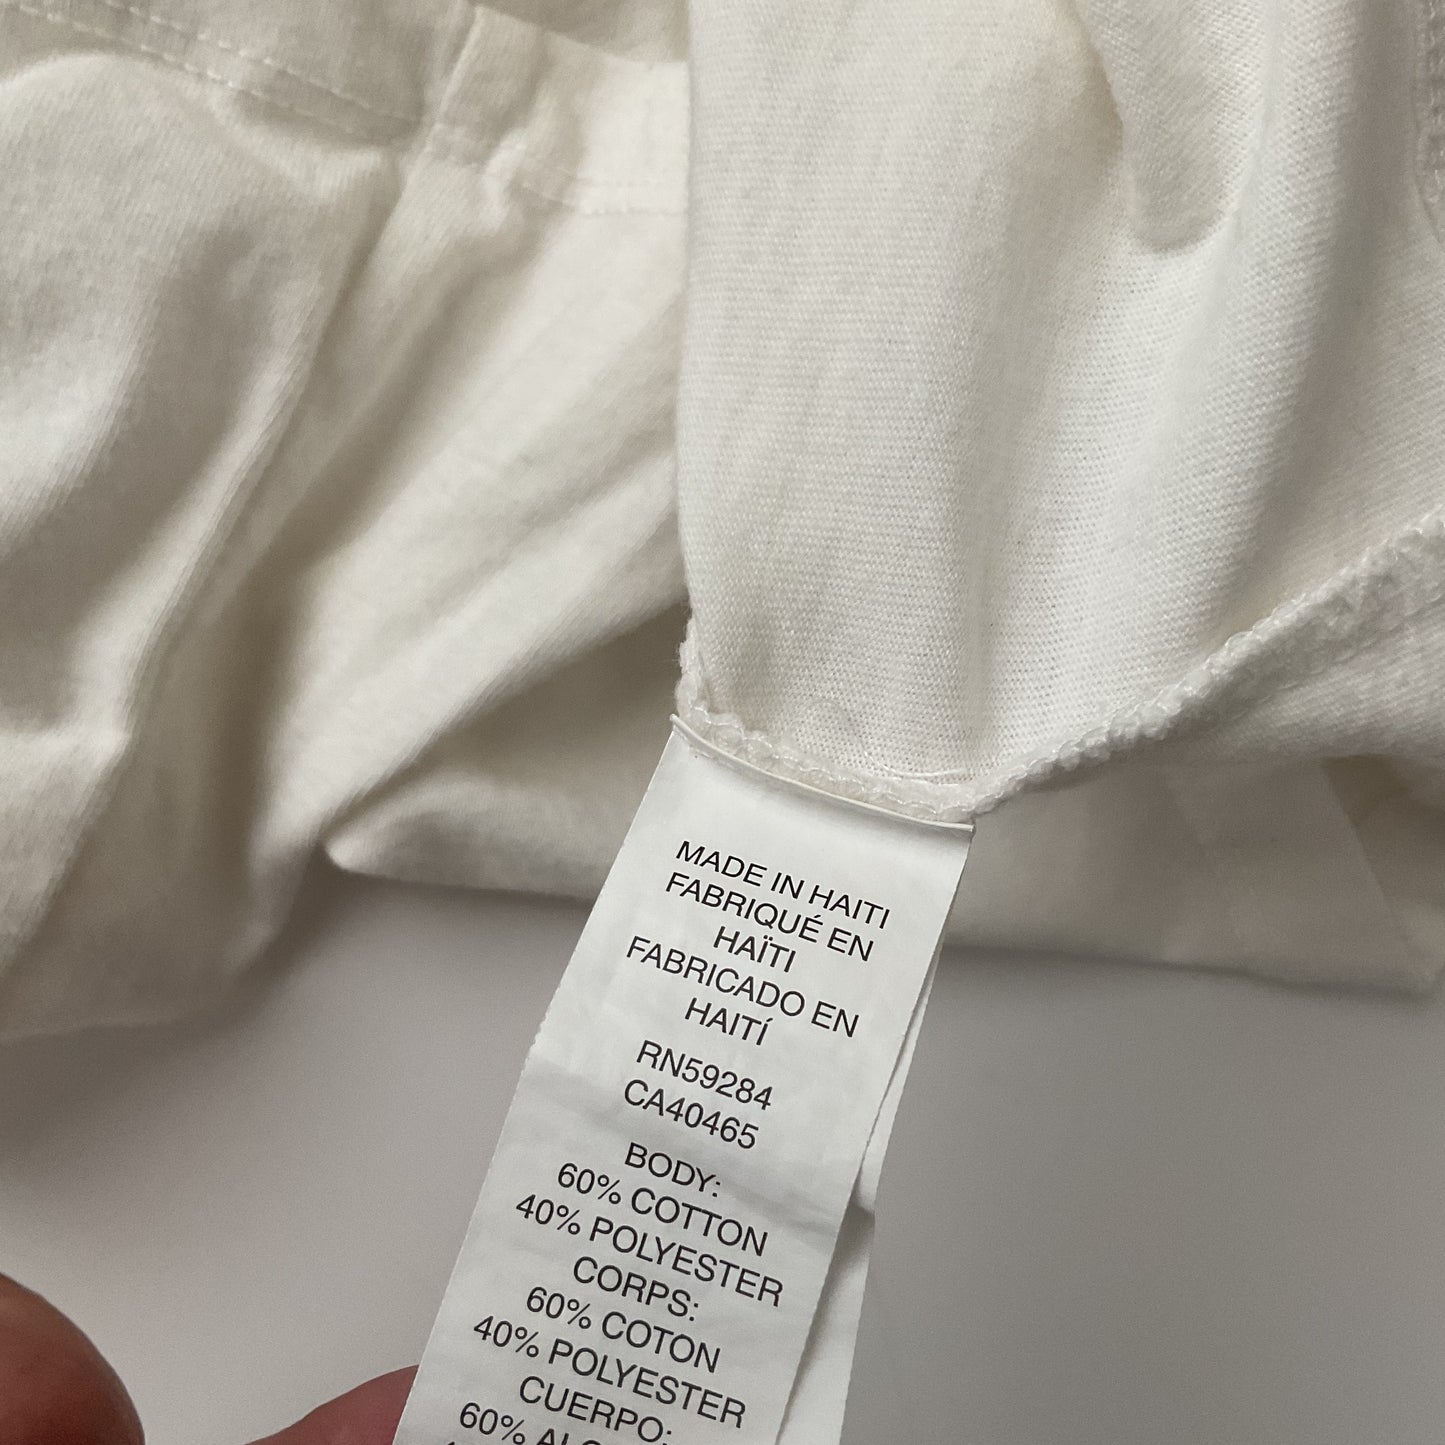 MADE IN HAITI
FABRIQUÉ EN
HAÏTI
FABRICADO EN
HAITÍ
RN59284
CA40465
BODY:
60% COTTON
40% POLYESTER
CORPS:
60% COTON
40% POLYESTER
CUERPO:
60%